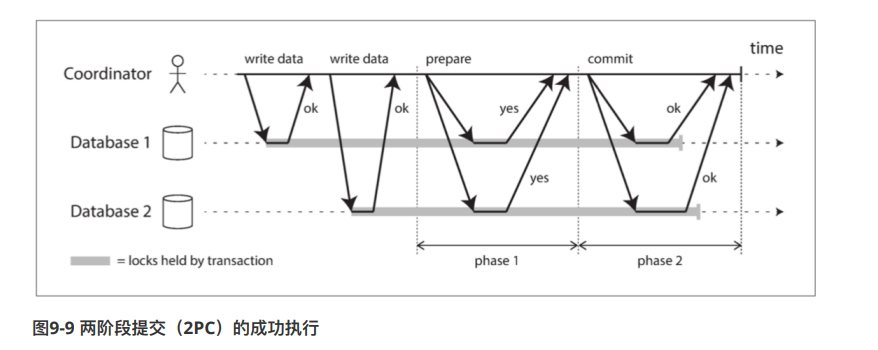 time
write data write data prepare commit
Coordinator
ok ok yes ok
Database 1
yes ok
Database 2
= locks held by transaction
phase 1 phase 2
图9-9 两阶段提交（2PC）的成功执行